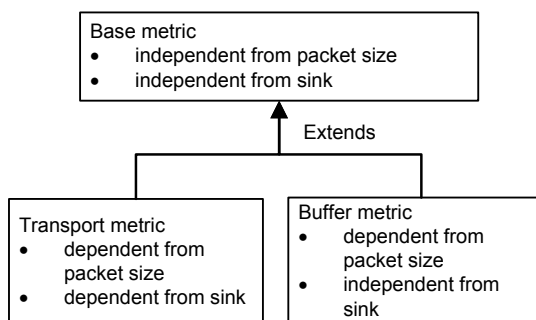 Base metric
• independent from packet size
• independent from sink
Extends
Transport metric
• dependent from
packet size
• dependent from sink
Buffer metric
• dependent from
packet size
• independent from
sink